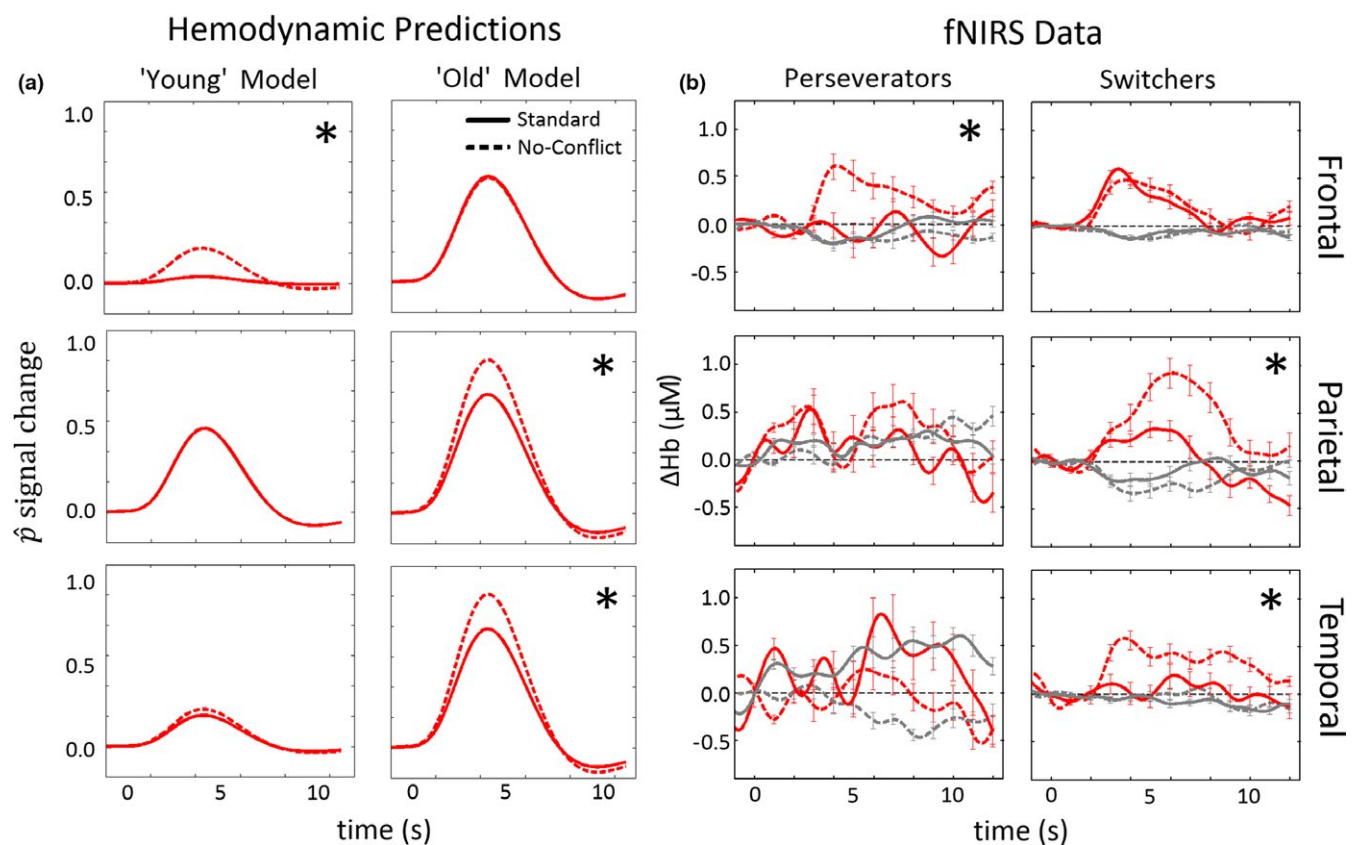 Hemodynamic Predictions
fNIRS Data
(a)
'Young' Model
'Old' Model
(b)
Perseverators
Switchers
1.0
0.5
0.0
*
Standard
No-Conflict
1.0
0.5
0.0
-0.5
*
Frontal
1.0
0.5
0.0
*
1.0
0.5
0.0
-0.5
*
Parietal
p̂ signal change
ΔHb (μM)
1.0
0.5
0.0
*
1.0
0.5
0.0
-0.5
*
Temporal
0 5 10
0 5 10
0 5 10
0 5 10
time (s)
time (s)